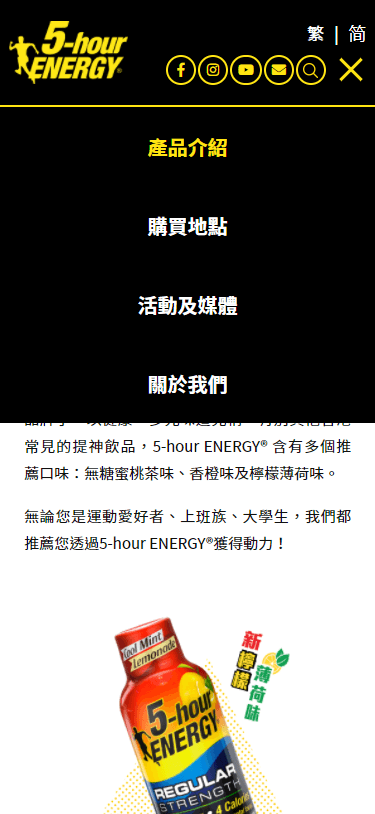 5-hour
ENERGY®
繁 | 简
產品介紹
購買地點
活動及媒體
關於我們
常見的提神飲品，5-hour ENERGY® 含有多個推
薦口味：無糖蜜桃茶味、香橙味及檸檬薄荷味。
無論您是運動愛好者、上班族、大學生，我們都
推薦您透過5-hour ENERGY®獲得動力！
Kool Mint
Lemonade
新檸檬
薄荷味
5-hour
ENERGY®
REGULAR
STRENGTH
4